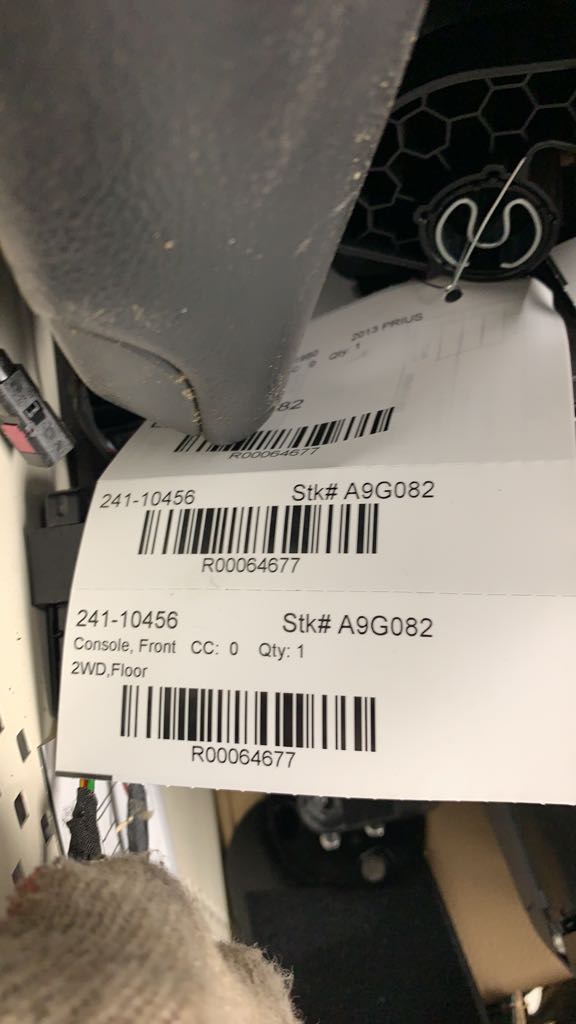 2013 PRIUS
Qty 1
82
R00064677
241-10456 Stk# A9G082
R00064677
241-10456 Stk# A9G082
Console, Front CC: 0 Qty: 1
2WD,Floor
R00064677